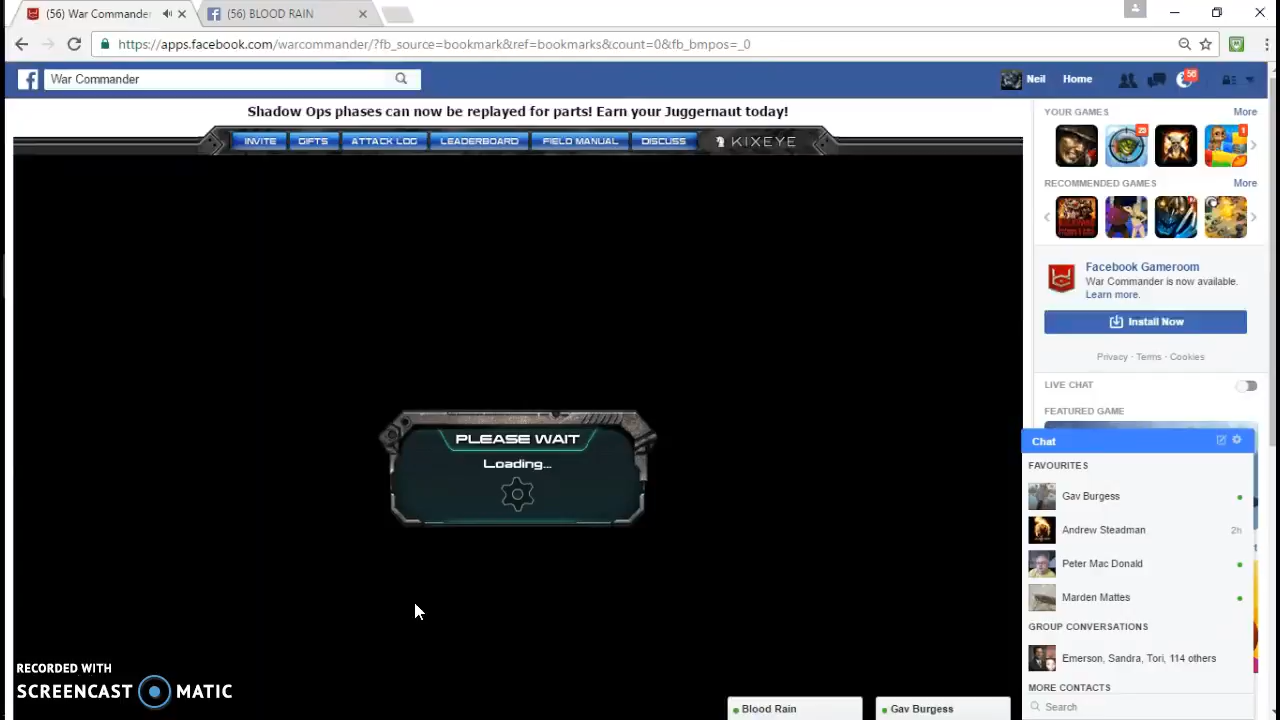 (56) War Commander
(56) BLOOD RAIN
https://apps.facebook.com/warcommander/?fb_source=bookmark&ref=bookmarks&count=0&fb_bmpos=_0
War Commander
Neil
Home
56
Shadow Ops phases can now be replayed for parts! Earn your Juggernaut today!
INVITE
GIFTS
ATTACK LOG
LEADERBOARD
FIELD MANUAL
DISCUSS
KIXEYE
YOUR GAMES
More
25
1
RECOMMENDED GAMES
More
Facebook Gameroom
War Commander is now available.
Learn more.
Install Now
Privacy · Terms · Cookies
LIVE CHAT
FEATURED GAME
PLEASE WAIT
Loading...
Chat
FAVOURITES
Gav Burgess
Andrew Steadman
2h
Peter Mac Donald
Marden Mattes
GROUP CONVERSATIONS
Emerson, Sandra, Tori, 114 others
MORE CONTACTS
Search
Blood Rain
Gav Burgess
RECORDED WITH
SCREENCAST MATIC